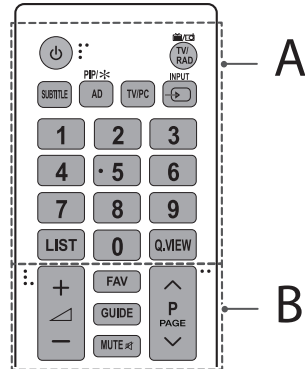 TV/
RAD
PIP/
INPUT
SUBTITLE AD TV/PC
1 2 3
4 5 6
7 8 9
LIST 0 Q.VIEW
A
+ FAV
GUIDE P
PAGE
- MUTE
B